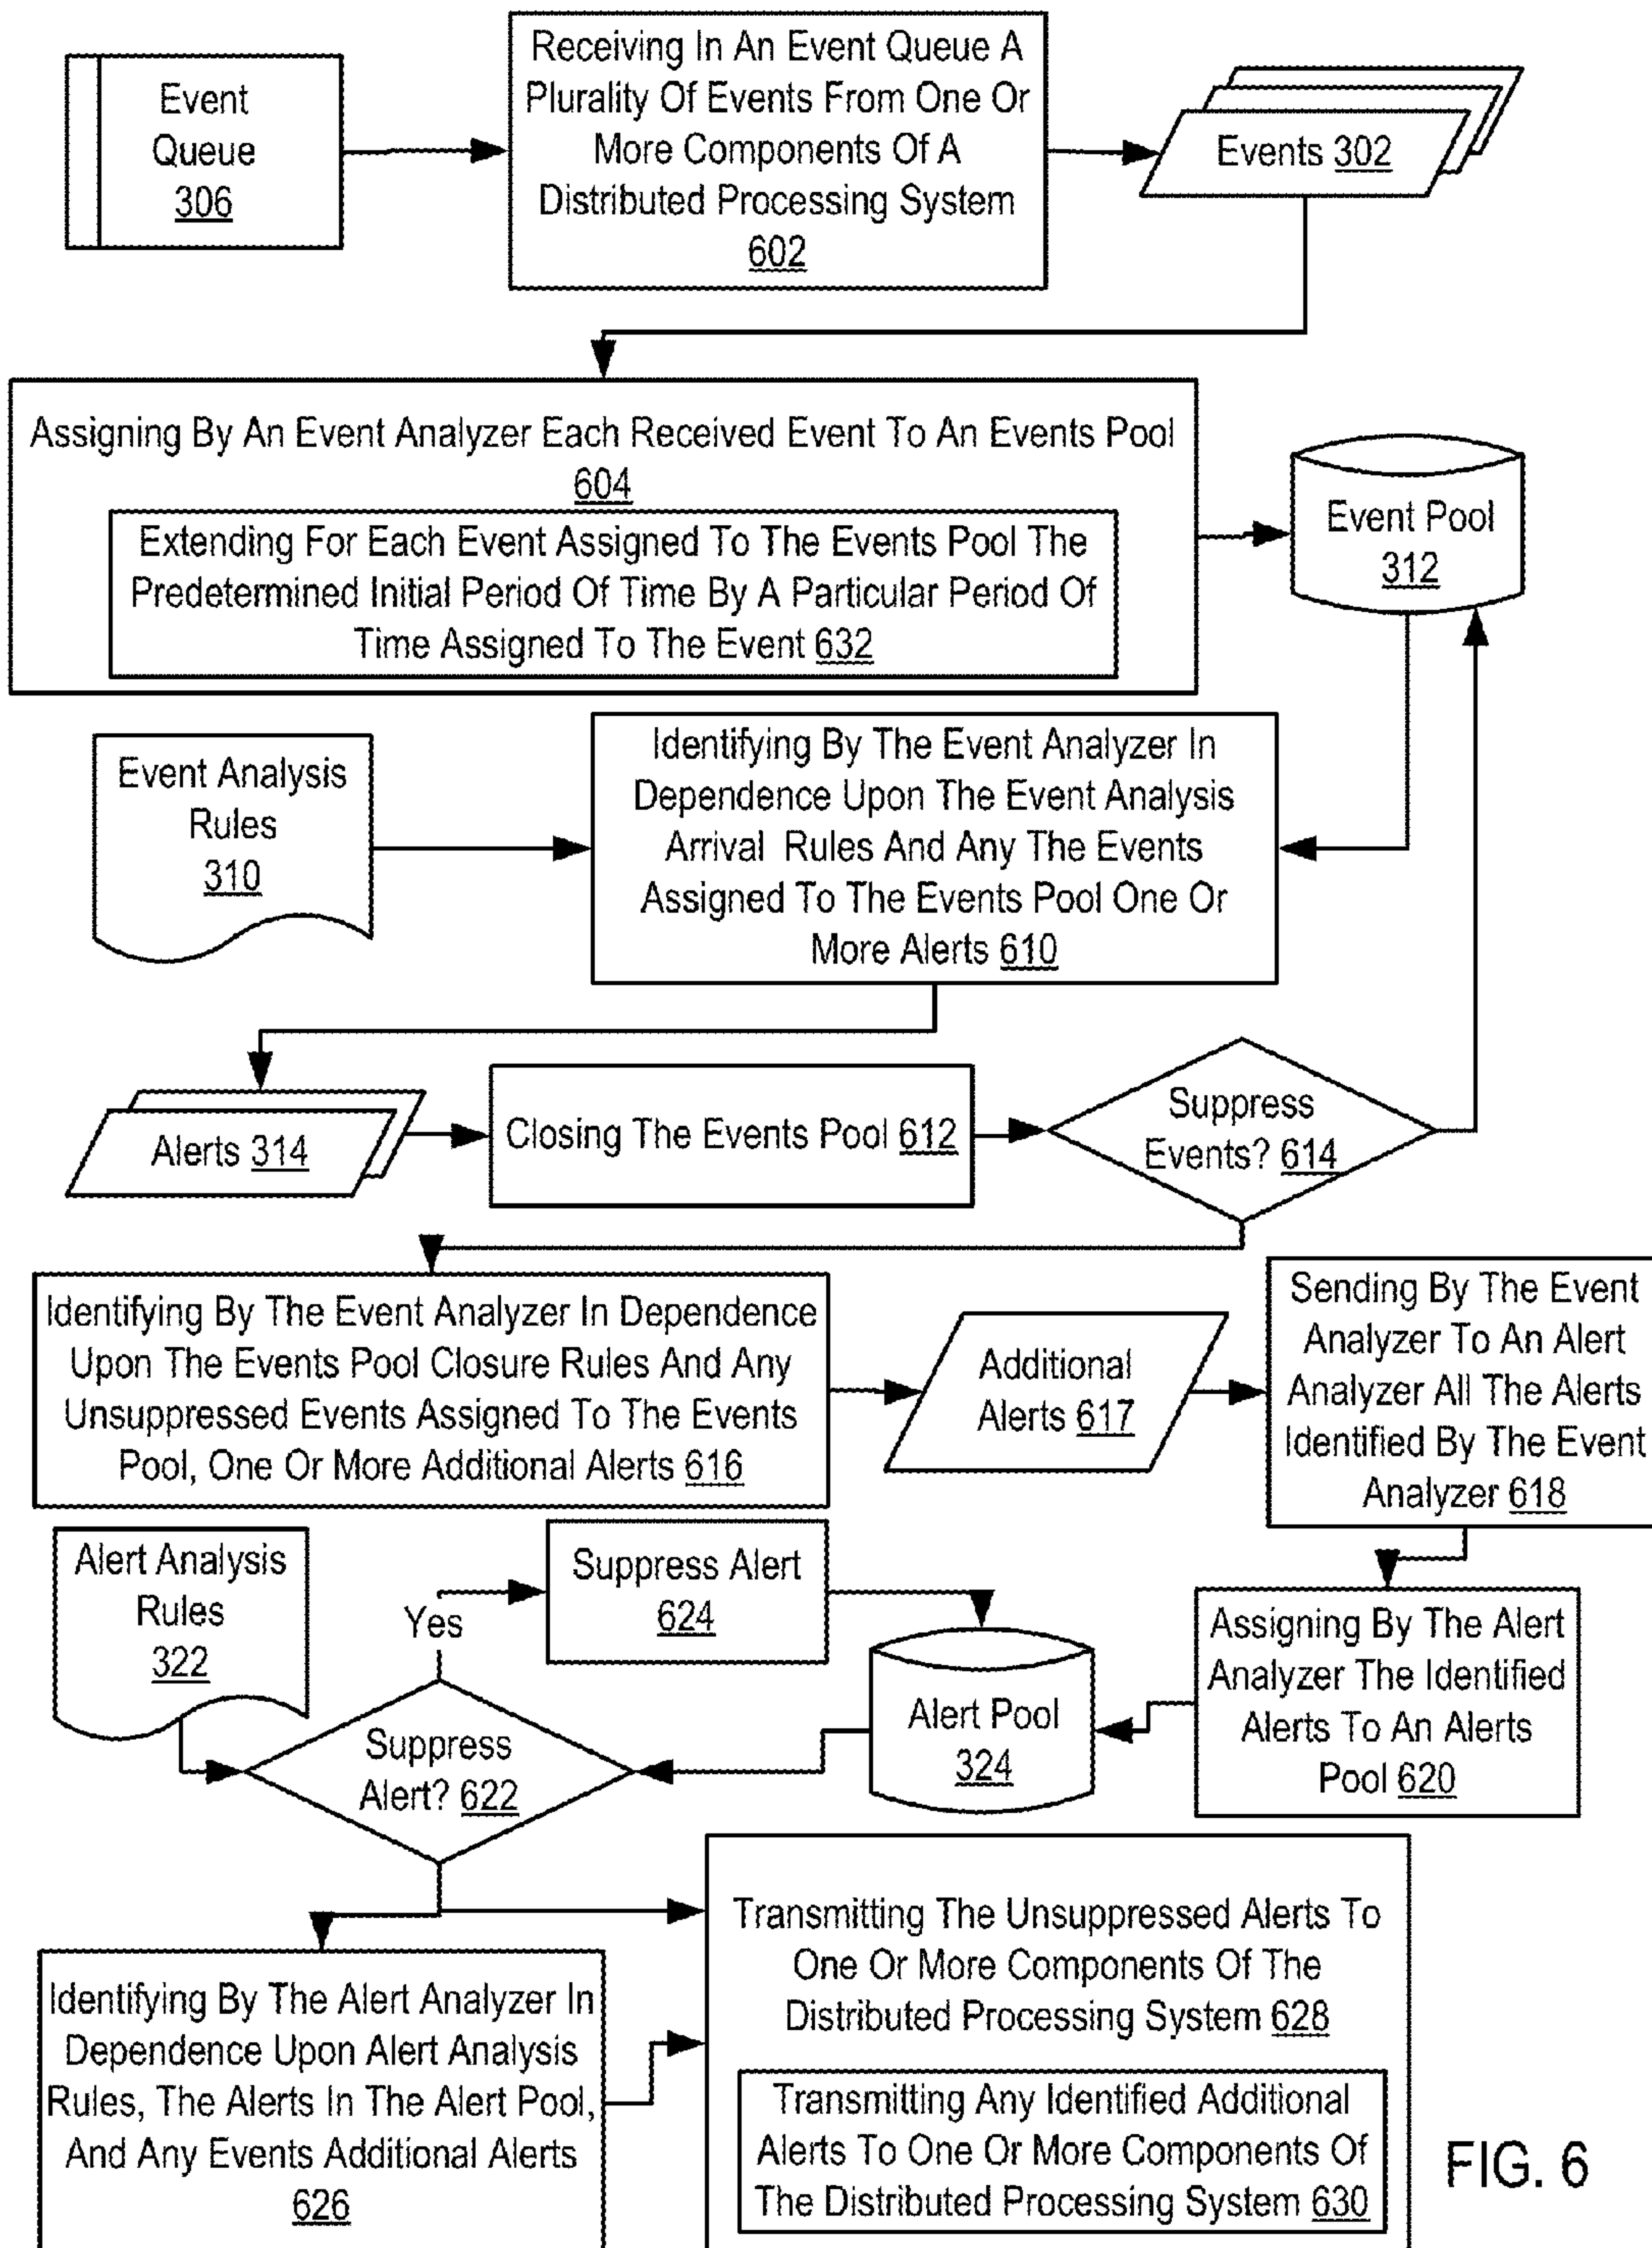 Event
Queue
306
Receiving In An Event Queue A
Plurality Of Events From One Or
More Components Of A
Distributed Processing System
602
Events 302
Assigning By An Event Analyzer Each Received Event To An Events Pool
604
Extending For Each Event Assigned To The Events Pool The
Predetermined Initial Period Of Time By A Particular Period Of
Time Assigned To The Event 632
Event Pool
312
Event Analysis
Rules
310
Identifying By The Event Analyzer In
Dependence Upon The Event Analysis
Arrival Rules And Any The Events
Assigned To The Events Pool One Or
More Alerts 610
Alerts 314
Closing The Events Pool 612
Suppress
Events? 614
Identifying By The Event Analyzer In Dependence
Upon The Events Pool Closure Rules And Any
Unsuppressed Events Assigned To The Events
Pool, One Or More Additional Alerts 616
Additional
Alerts 617
Sending By The Event
Analyzer To An Alert
Analyzer All The Alerts
Identified By The Event
Analyzer 618
Alert Analysis
Rules
322
Yes
Suppress Alert
624
Alert Pool
324
Assigning By The Alert
Analyzer The Identified
Alerts To An Alerts
Pool 620
Suppress
Alert? 622
Identifying By The Alert Analyzer In
Dependence Upon Alert Analysis
Rules, The Alerts In The Alert Pool,
And Any Events Additional Alerts
626
Transmitting The Unsuppressed Alerts To
One Or More Components Of The
Distributed Processing System 628
Transmitting Any Identified Additional
Alerts To One Or More Components Of
The Distributed Processing System 630
FIG. 6